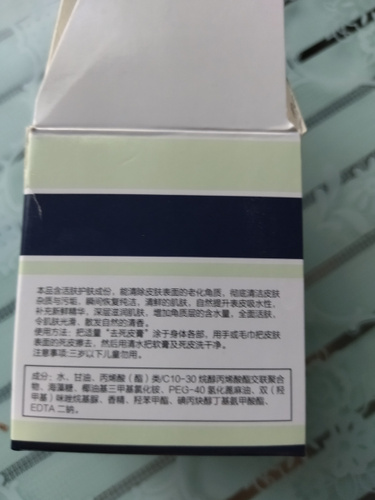 本品含活肤护肤成份，能清除皮肤表面的老化角质、彻底清洁皮肤
杂质与污垢，瞬间恢复纯洁、清鲜的肌肤，自然提升表皮吸水性，
补充新鲜精华，深层滋润肌肤，增加角质层的含水量，全面活肤，
令肌肤光滑、散发自然的清香。
使用方法：把适量“去死皮膏”涂于身体各部，用手或毛巾把皮肤
表面的死皮擦去，然后用清水把软膏及死皮洗干净。
注意事项:三岁以下儿童勿用。
成分：水、甘油、丙烯酸（酯）类/C10-30 烷醇丙烯酸酯交联聚合
物、海藻糖、椰油基三甲基氯化铵、PEG-40 氢化蓖麻油、双（羟
甲基）咪唑烷基脲、香精、羟苯甲酯、碘丙炔醇丁基氨甲酸酯、
EDTA 二钠。